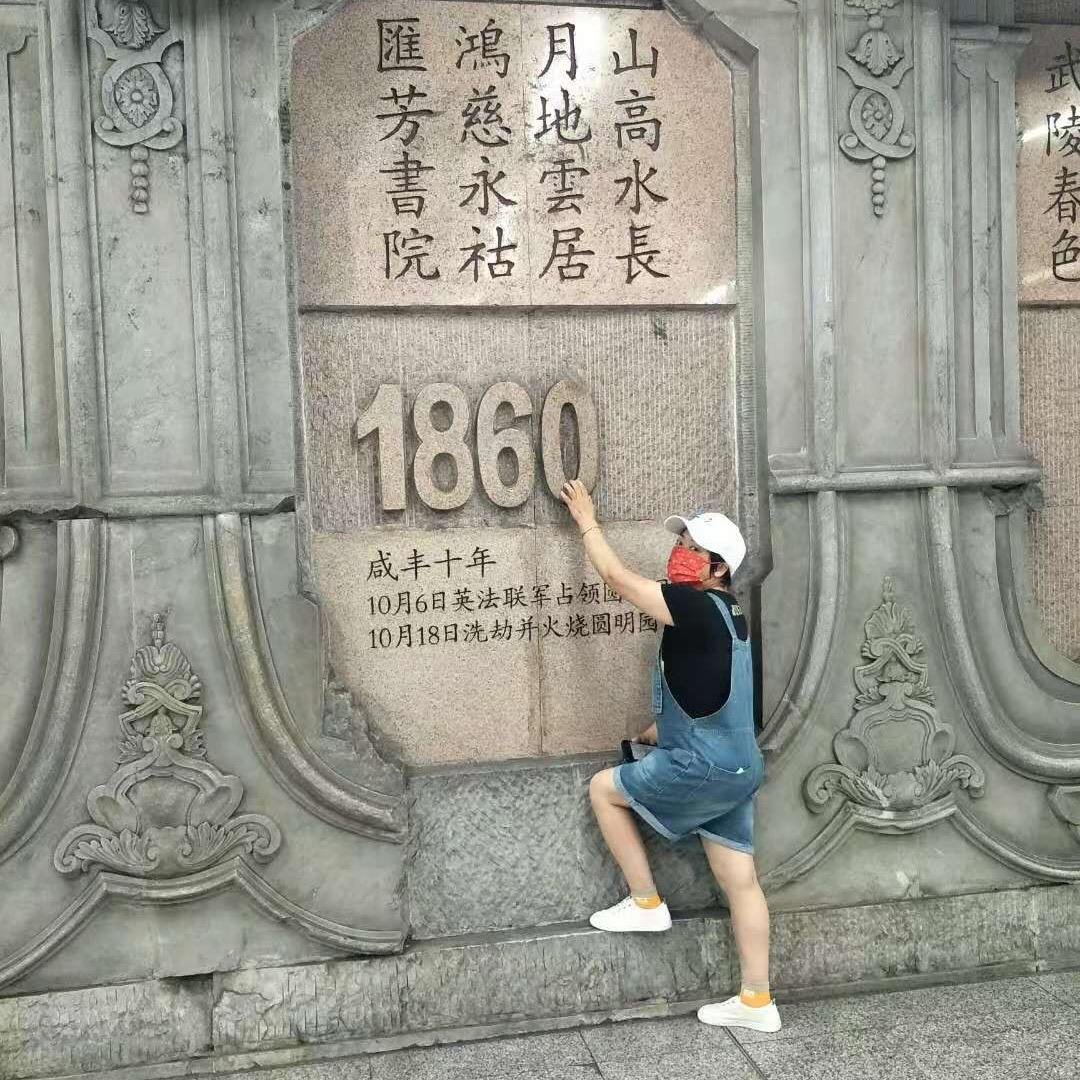 山高水長
月地雲居
鴻慈永祜
匯芳書院
武陵春色
1860
咸丰十年
10月6日英法联军占领圆
10月18日洗劫并火烧圆明园